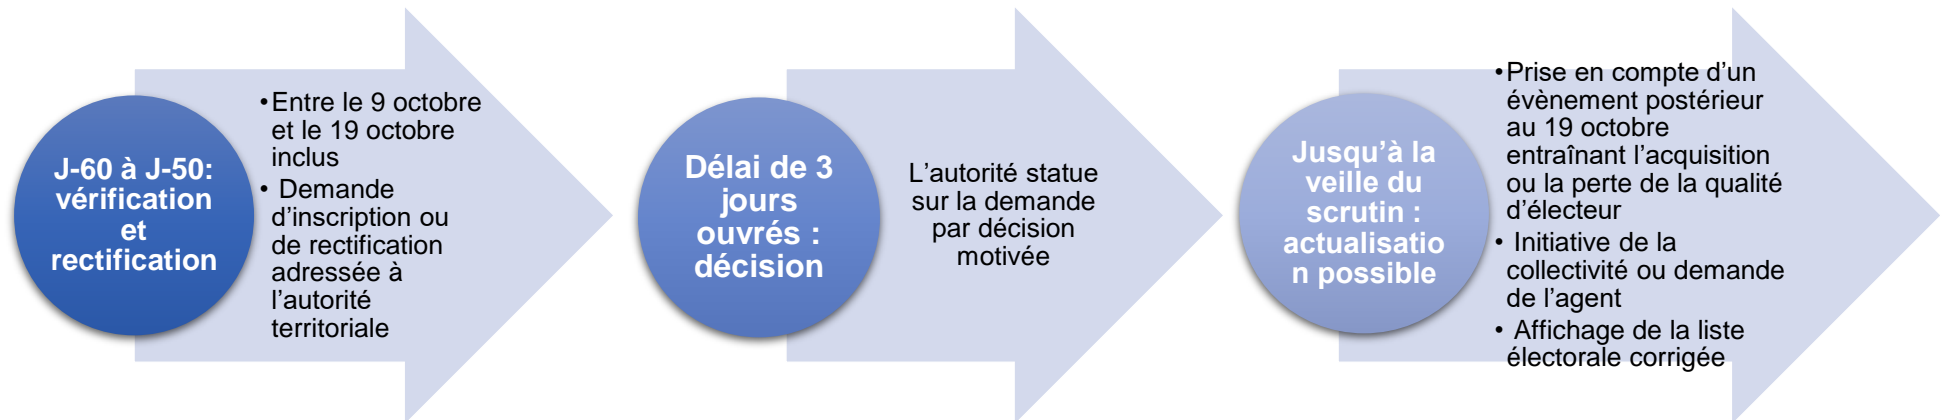 J-60 à J-50:
vérification
et
rectification
•Entre le 9 octobre
et le 19 octobre
inclus
• Demande
d’inscription ou
de rectification
adressée à
l’autorité
territoriale
Délai de 3
jours
ouvrés :
décision
L’autorité statue
sur la demande
par décision
motivée
Jusqu’à la
veille du
scrutin :
actualisatio
n possible
•Prise en compte d’un
évènement postérieur
au 19 octobre
entraînant l’acquisition
ou la perte de la qualité
d’électeur
• Initiative de la
collectivité ou demande
de l’agent
• Affichage de la liste
électorale corrigée